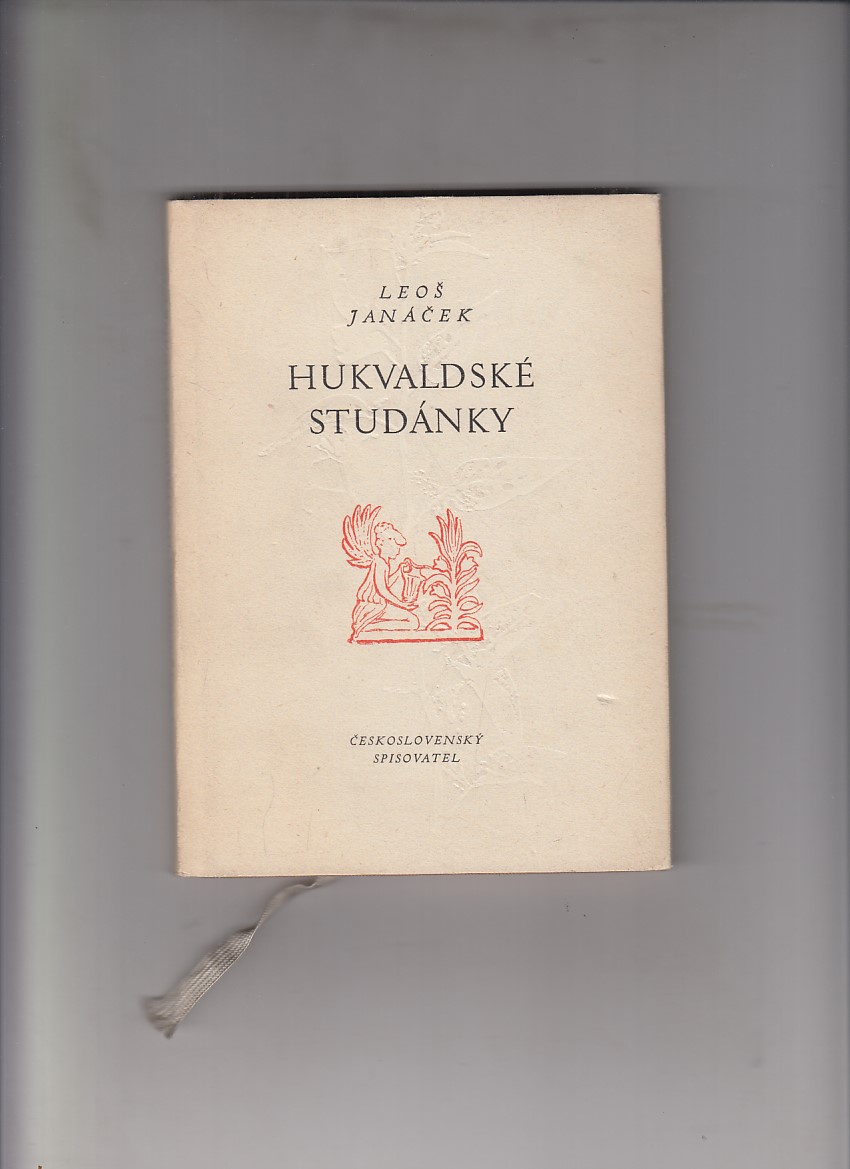 LEOŠ
JANÁČEK
HUKVALDSKÉ
STUDÁNKY
ČESKOSLOVENSKÝ
SPISOVATEL